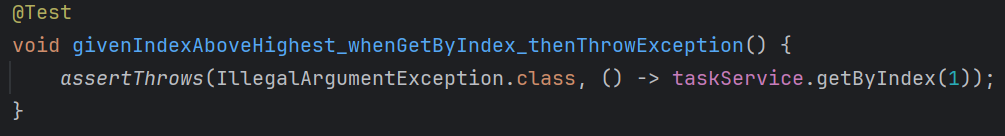 @Test
void givenIndexAboveHighest_whenGetByIndex_thenThrowException() {
    assertThrows(IllegalArgumentException.class, () -> taskService.getByIndex(1));
}